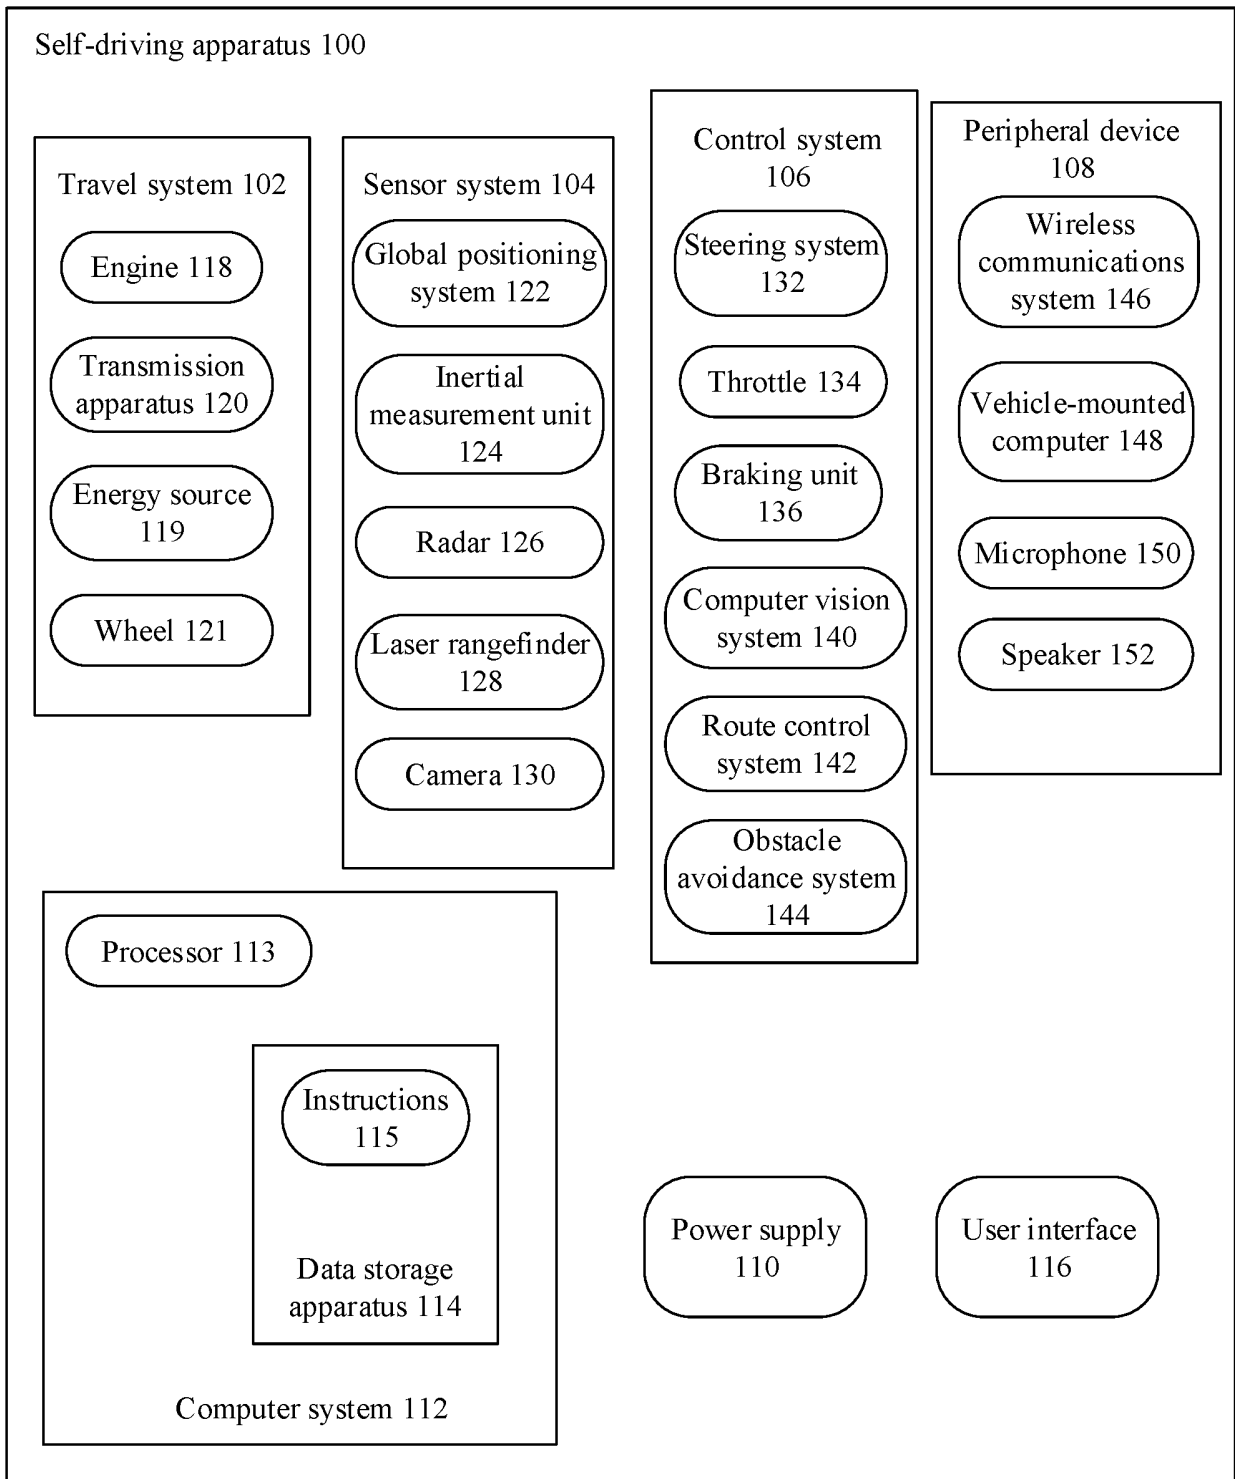 Self-driving apparatus 100
Travel system 102
Engine 118
Transmission
apparatus 120
Energy source
119
Wheel 121
Sensor system 104
Global positioning
system 122
Inertial
measurement unit
124
Radar 126
Laser rangefinder
128
Camera 130
Control system
106
Steering system
132
Throttle 134
Braking unit
136
Computer vision
system 140
Route control
system 142
Obstacle
avoidance system
144
Peripheral device
108
Wireless
communications
system 146
Vehicle-mounted
computer 148
Microphone 150
Speaker 152
Processor 113
Instructions
115
Data storage
apparatus 114
Computer system 112
Power supply
110
User interface
116